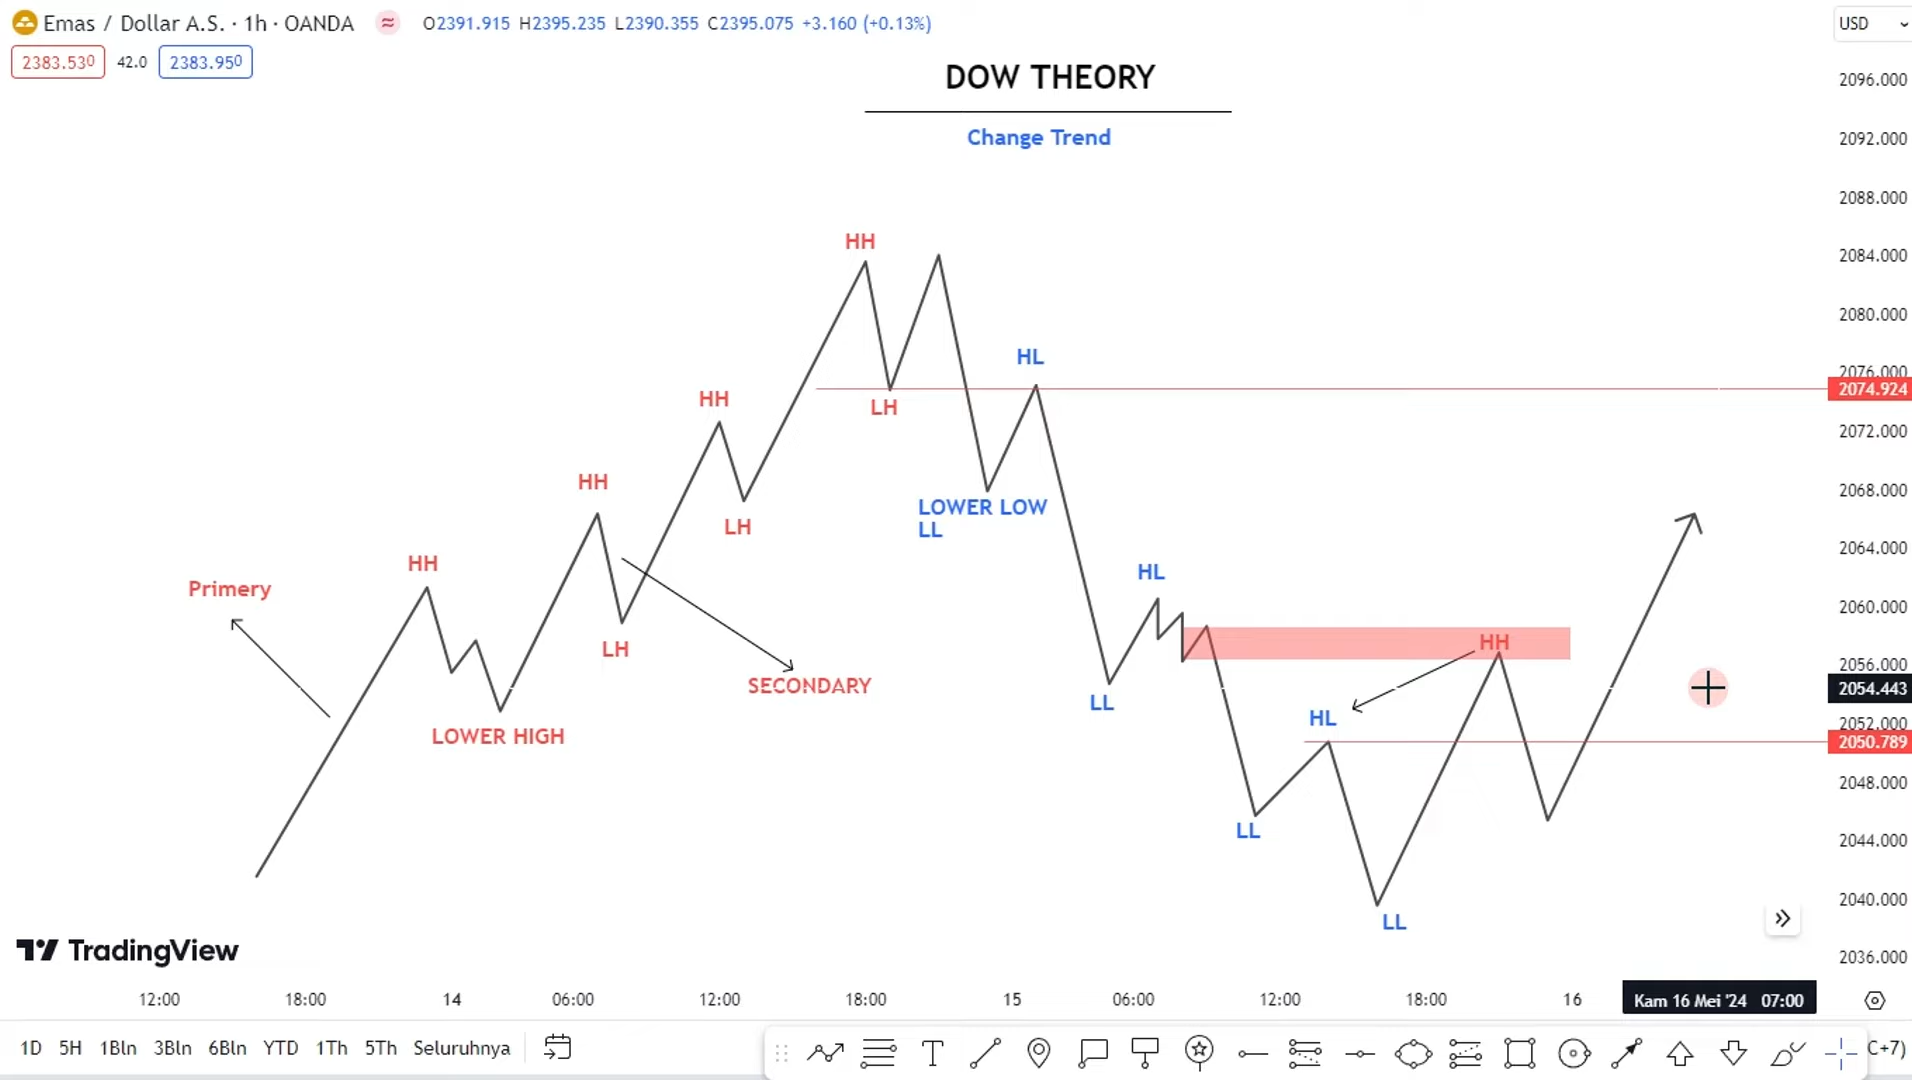 Emas / Dollar A.S. · 1h · OANDA ≈ O2391.915 H2395.235 L2390.355 C2395.075 +3.160 (+0.13%)
USD
2383.530 42.0 2383.950
DOW THEORY
Change Trend
2096.000
2092.000
2088.000
2084.000
2080.000
2076.000
2074.924
2072.000
2068.000
2064.000
2060.000
2056.000
2054.443
2052.000
2050.789
2048.000
2044.000
2040.000
2036.000
HH
HL
HH
LH
HH
LOWER LOW
LL
LH
HH
HL
Primery
LH
HH
SECONDARY
LL
HL
LOWER HIGH
LL
LL
TradingView
12:00 18:00 14 06:00 12:00 18:00 15 06:00 12:00 18:00 16 Kam 16 Mei '24 07:00
1D 5H 1Bln 3Bln 6Bln YTD 1Th 5Th Seluruhnya
C+7)